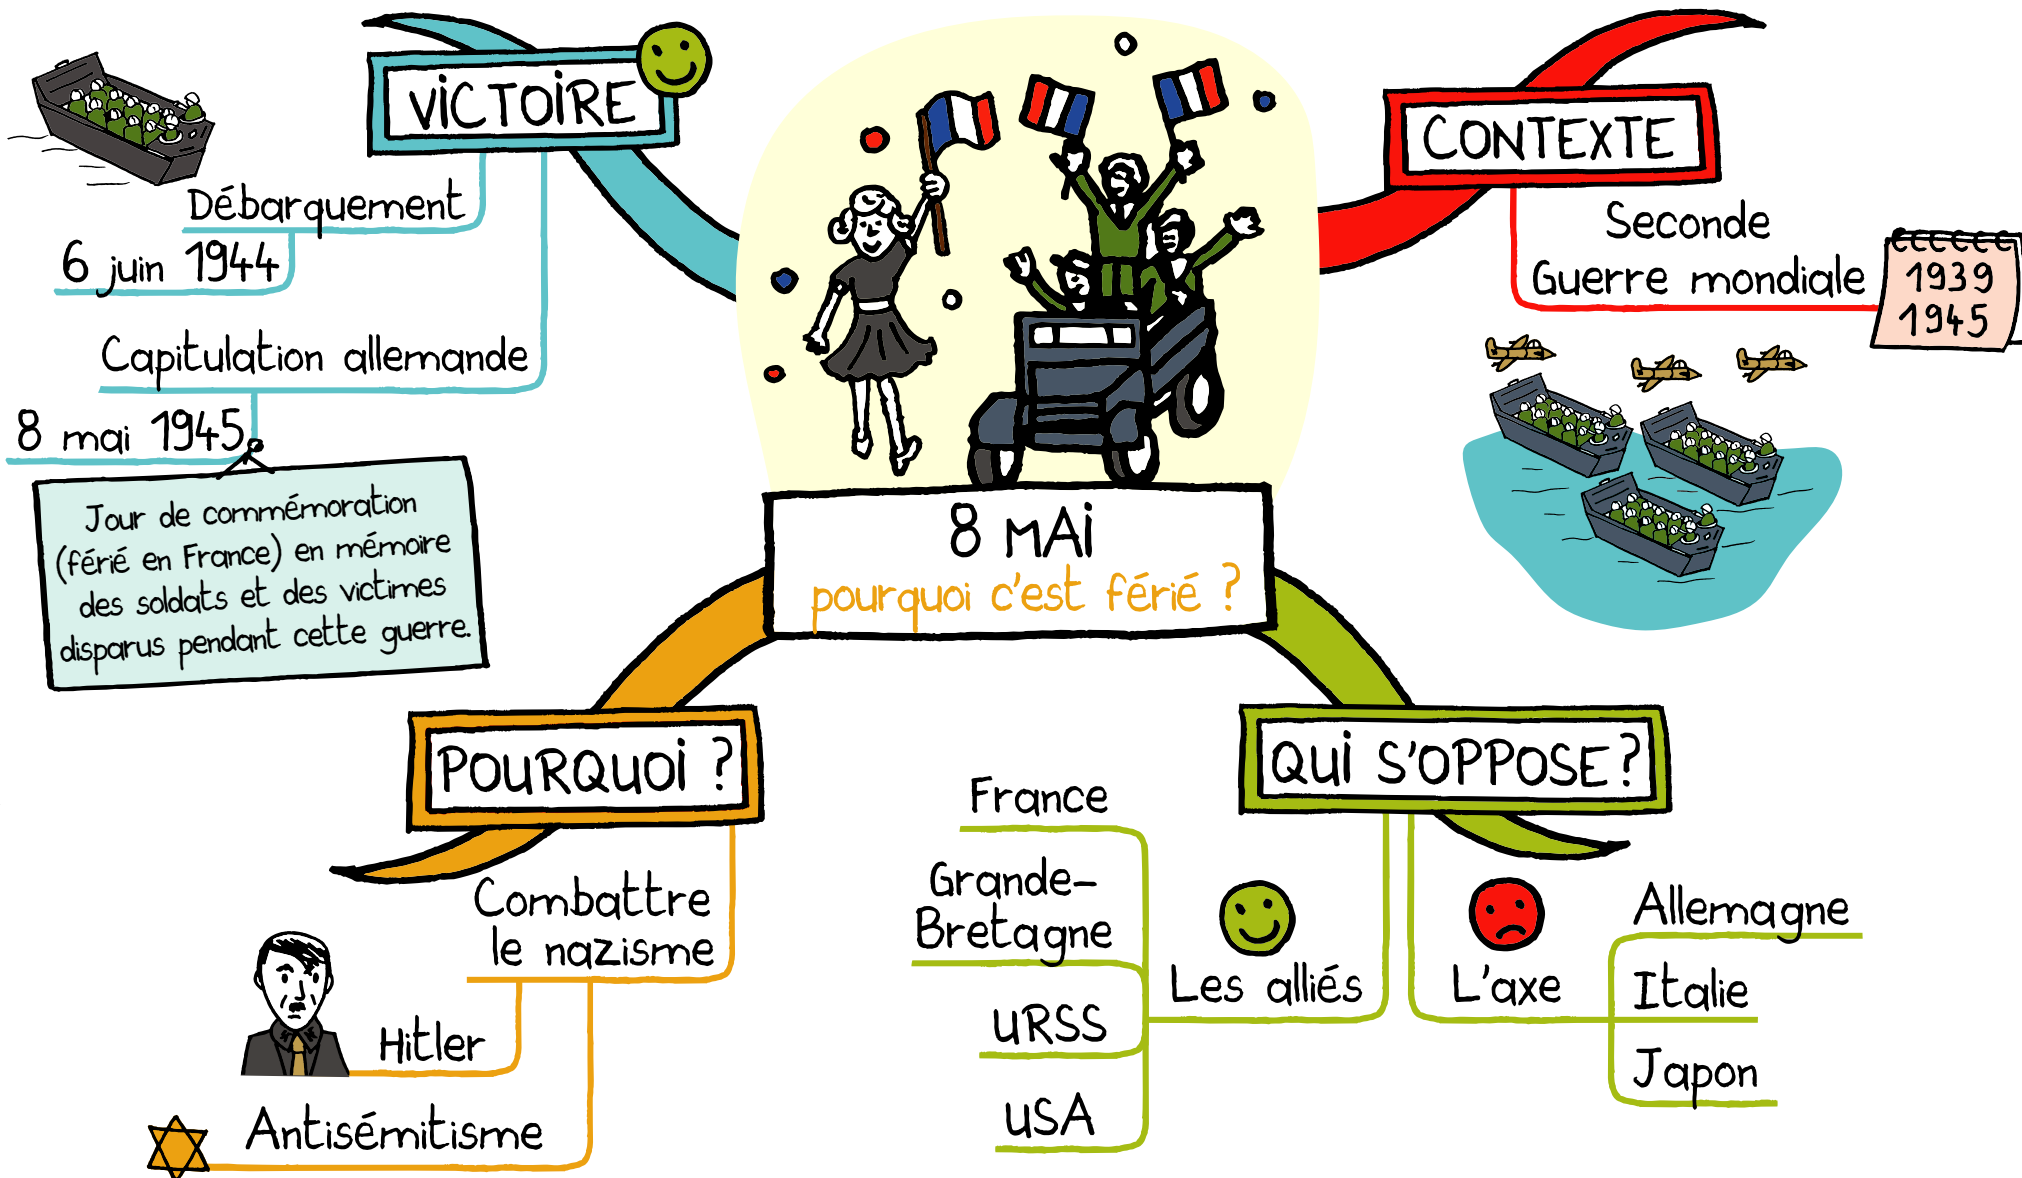 VICTOIRE
Débarquement
6 juin 1944
Capitulation allemande
8 mai 1945
Jour de commémoration
(férié en France) en mémoire
des soldats et des victimes
disparus pendant cette guerre.
8 MAI
pourquoi c'est férié ?
CONTEXTE
Seconde
Guerre mondiale
1939
1945
POURQUOI ?
Combattre
le nazisme
Hitler
Antisémitisme
QUI S'OPPOSE ?
Les alliés
France
Grande-
Bretagne
URSS
USA
L'axe
Allemagne
Italie
Japon